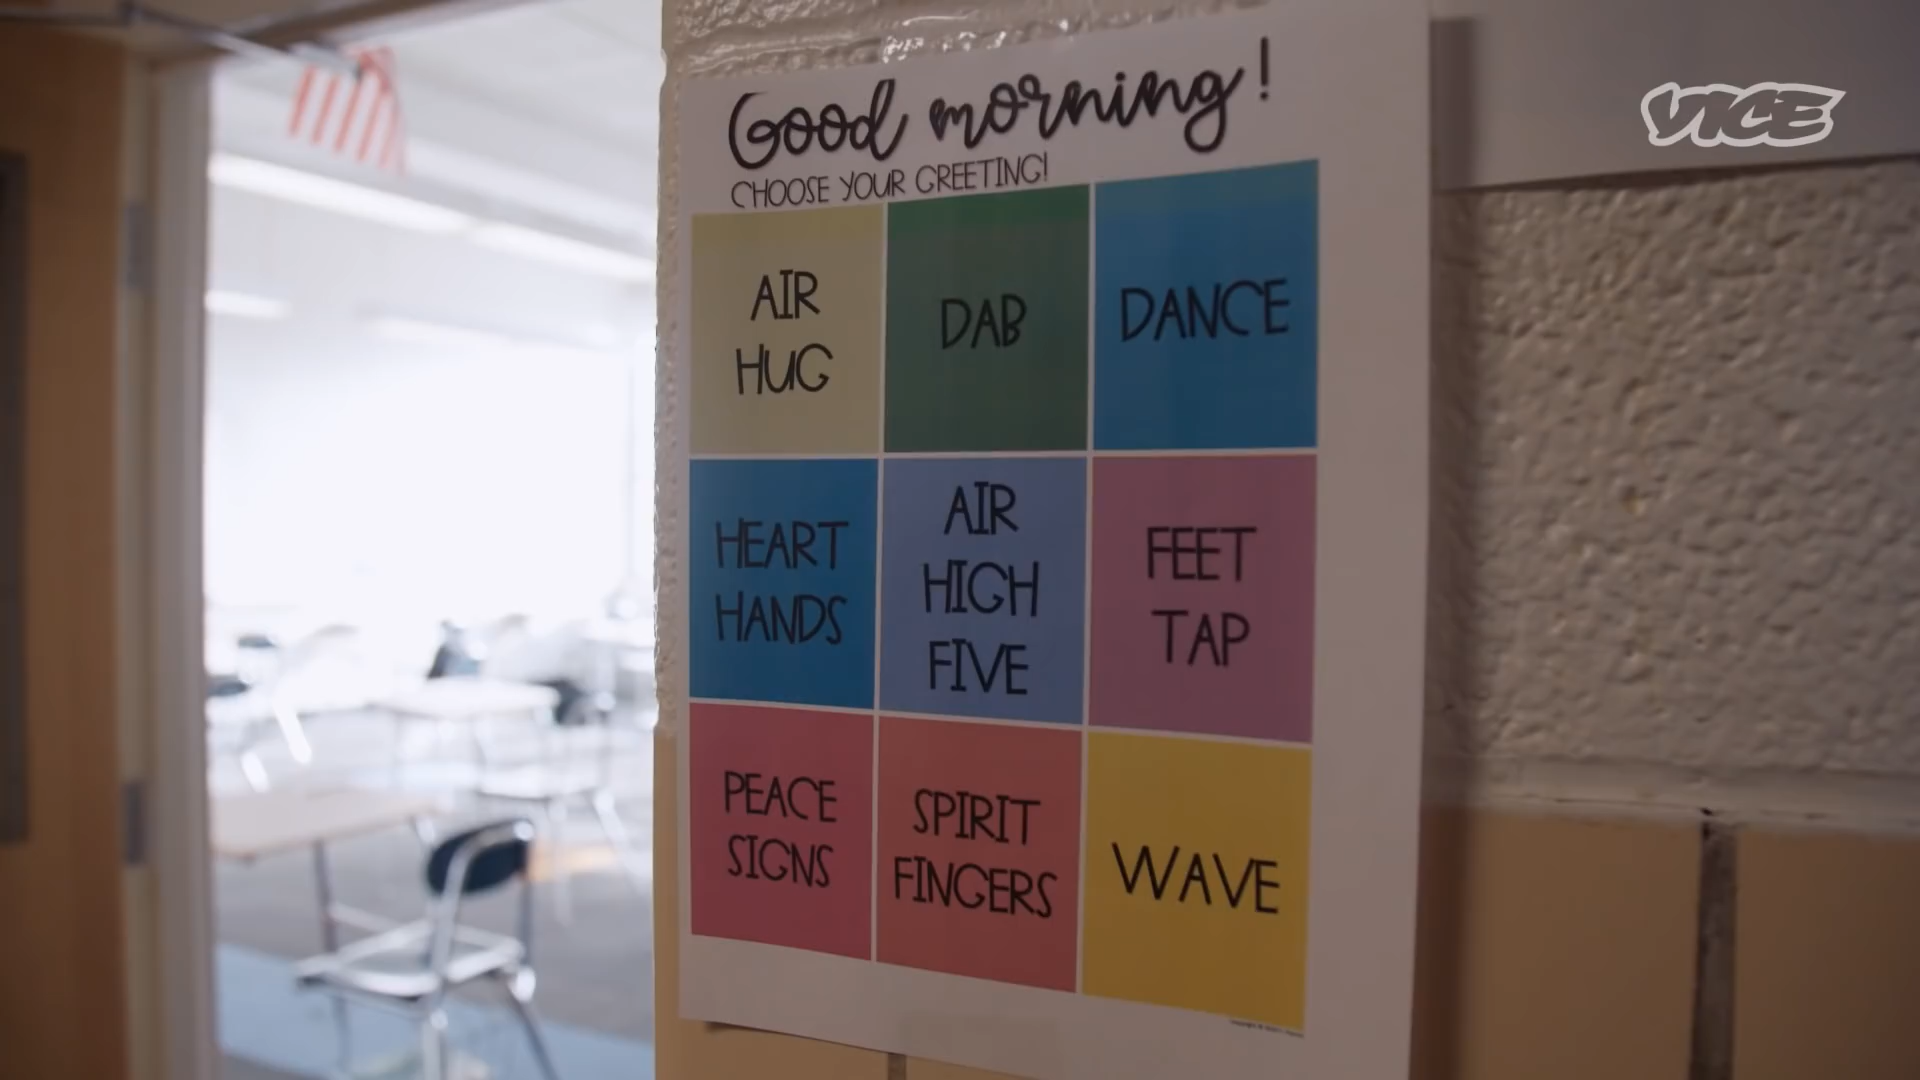 Good morning!
CHOOSE YOUR GREETING!
AIR
HUG
DAB
DANCE
HEART
HANDS
AIR
HIGH
FIVE
FEET
TAP
PEACE
SIGNS
SPIRIT
FINGERS
WAVE
VICE